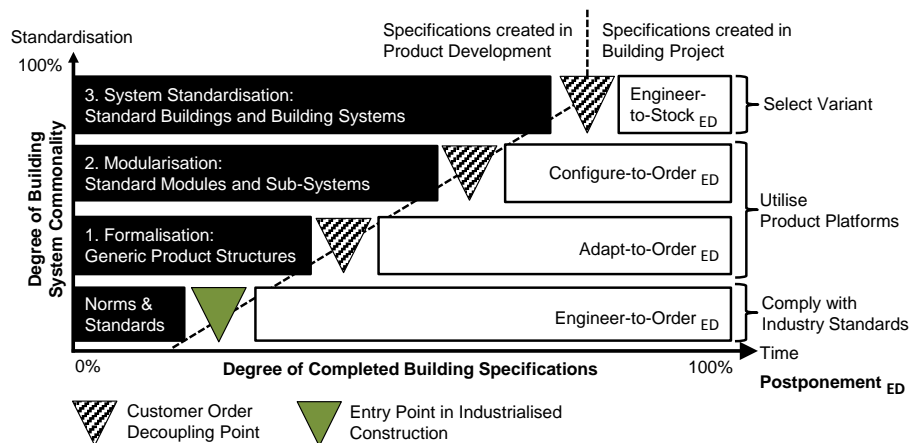 Standardisation
100%
Specifications created in
Product Development
Specifications created in
Building Project
3. System Standardisation:
Standard Buildings and Building Systems
Engineer-
to-Stock ED
Select Variant
2. Modularisation:
Standard Modules and Sub-Systems
Configure-to-Order ED
Utilise
Product Platforms
1. Formalisation:
Generic Product Structures
Adapt-to-Order ED
Norms &
Standards
Engineer-to-Order ED
Comply with
Industry Standards
Degree of Building
System Commonality
0%
Degree of Completed Building Specifications
100%
Time
Postponement ED
Customer Order
Decoupling Point
Entry Point in Industrialised
Construction